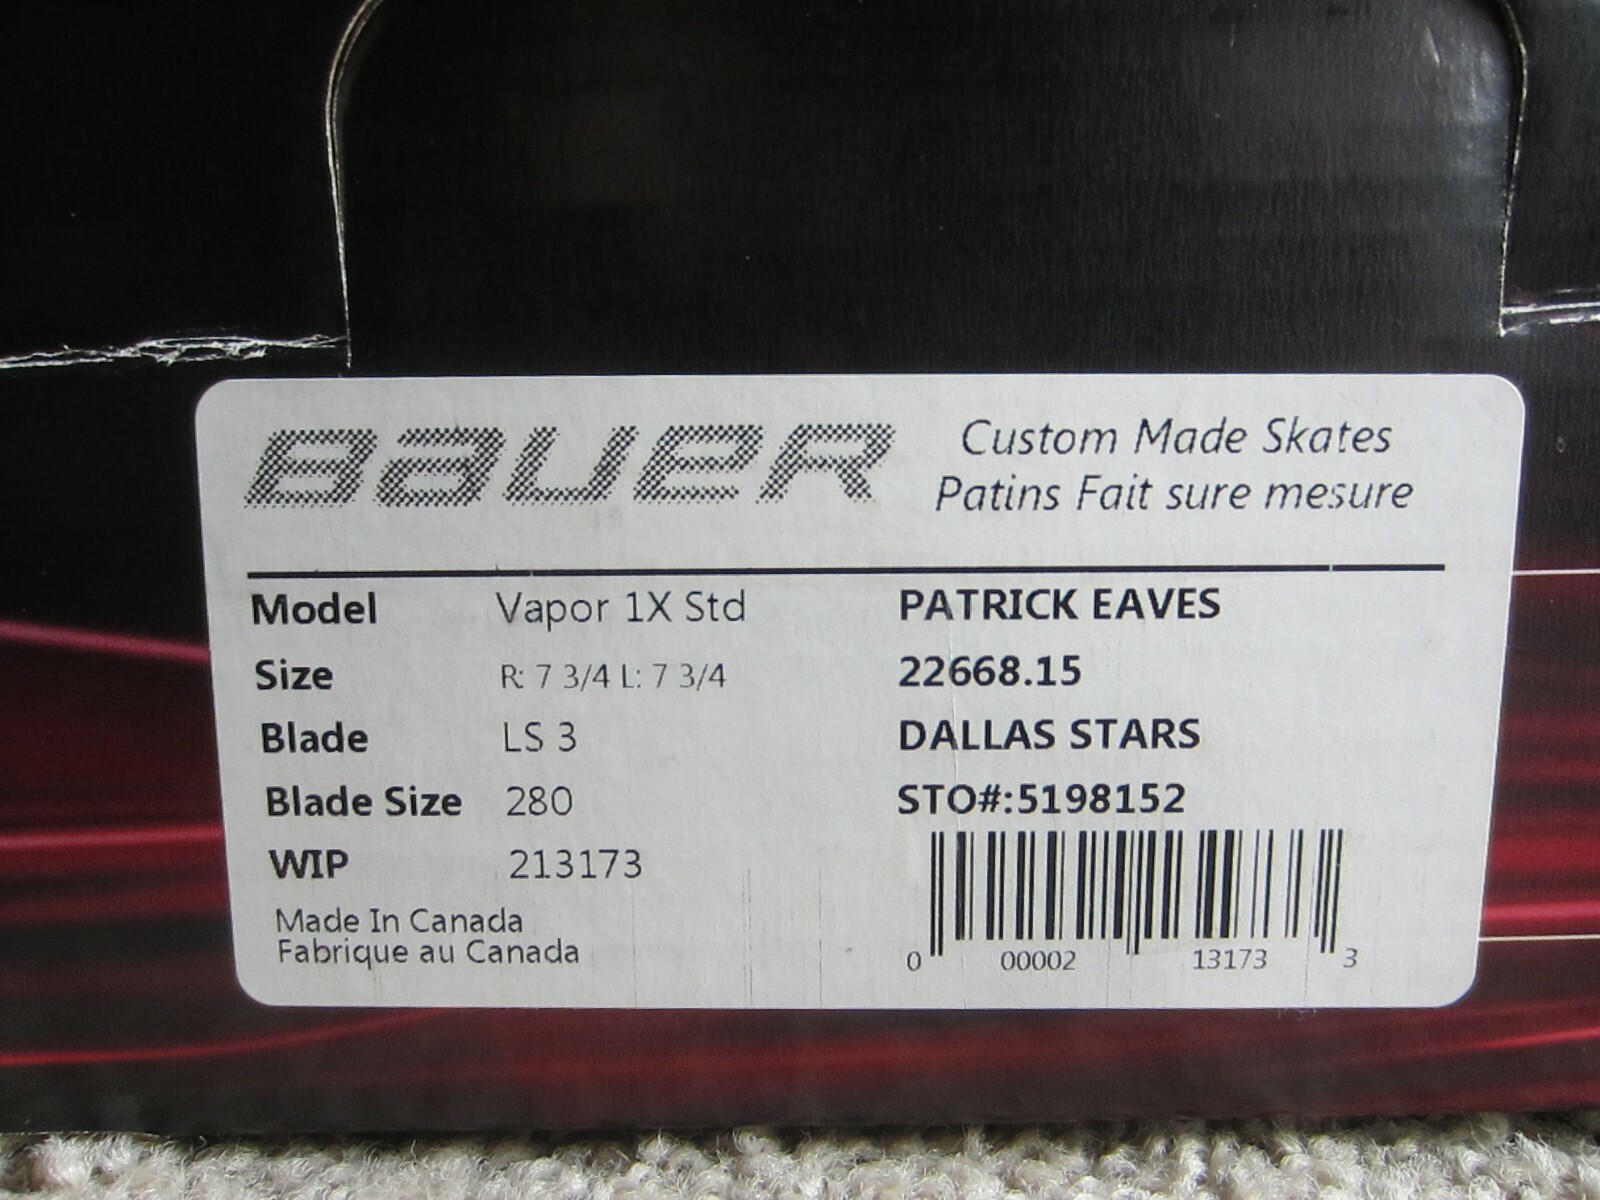 BAUER
Custom Made Skates
Patins Fait sure mesure
Model Vapor 1X Std
Size R: 7 3/4 L: 7 3/4
Blade LS 3
Blade Size 280
WIP 213173
Made In Canada
Fabrique au Canada
PATRICK EAVES
22668.15
DALLAS STARS
STO#:5198152
0 00002 13173 3